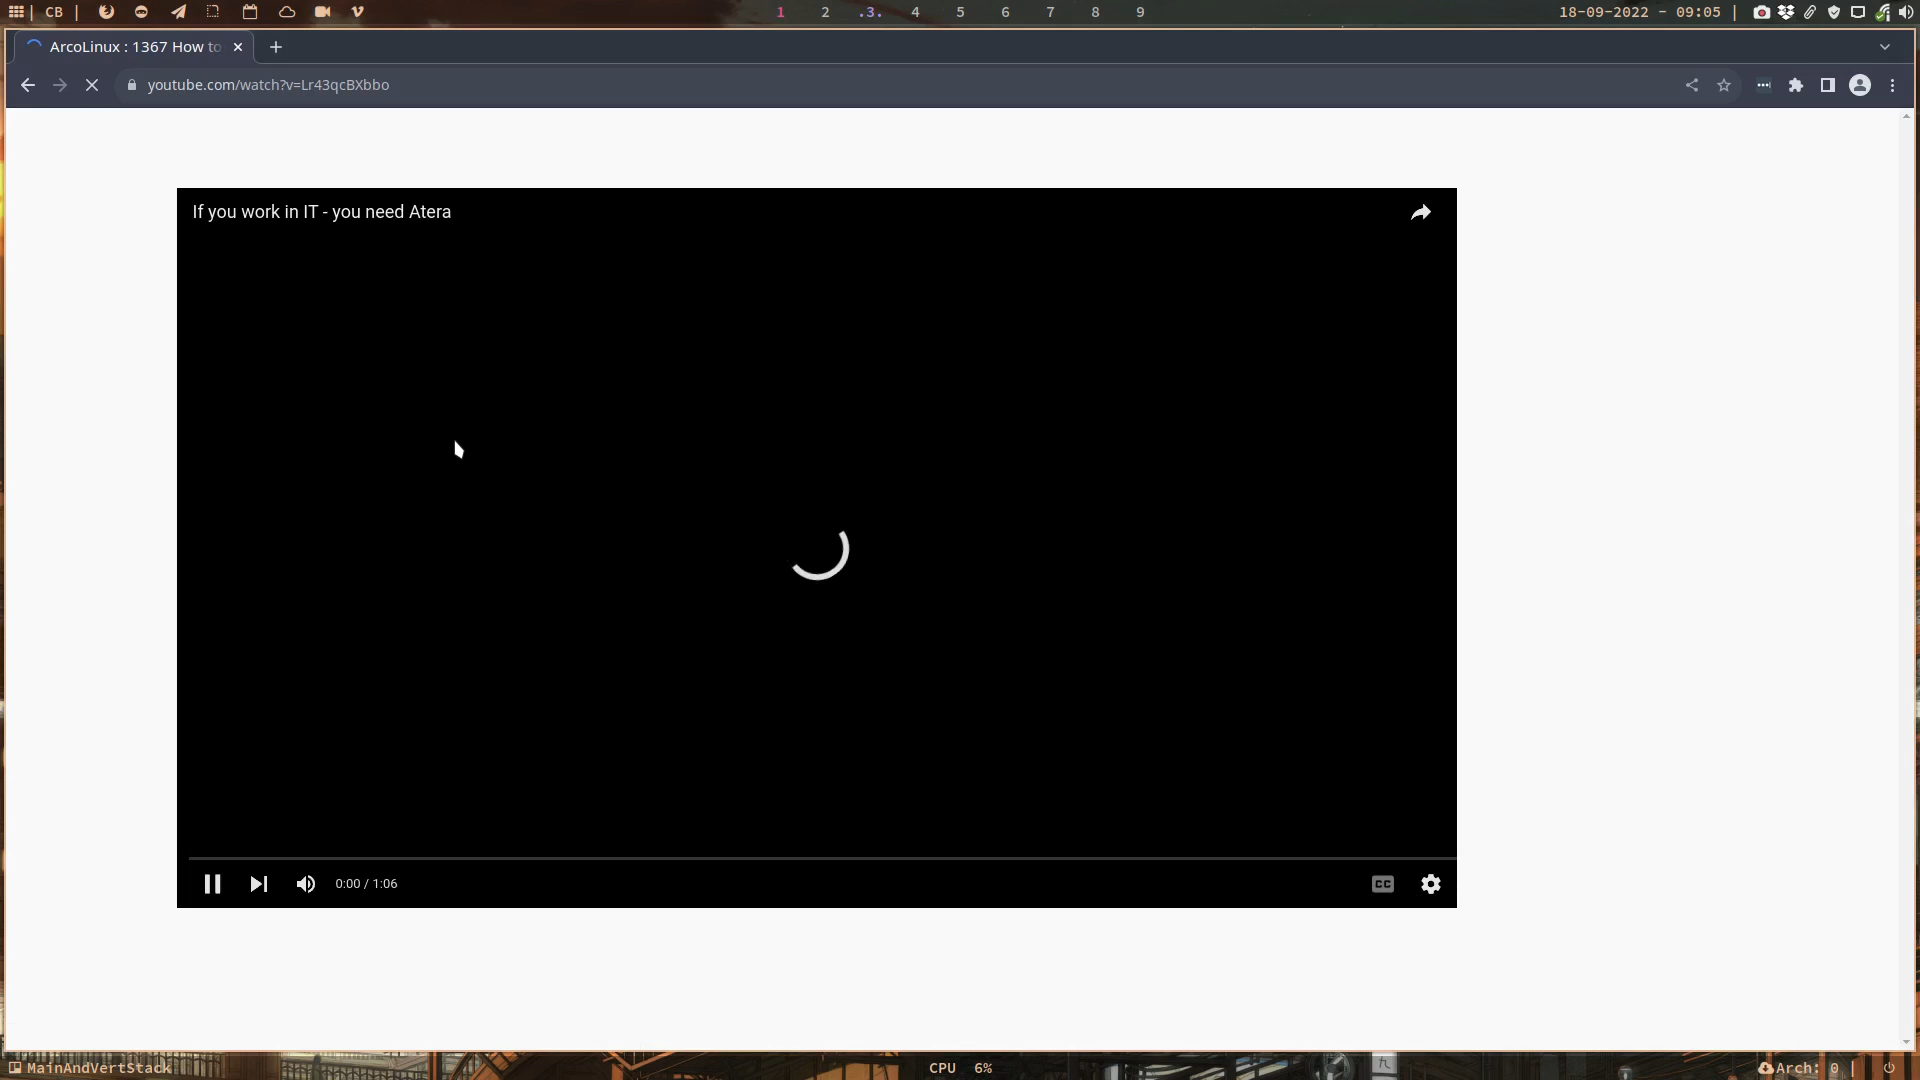 | CB |
1 2 .3. 4 5 6 7 8 9
18-09-2022 - 09:05 |
ArcoLinux : 1367 How to
youtube.com/watch?v=Lr43qcBXbbo
If you work in IT - you need Atera
0:00 / 1:06
CC
MainAndVertStack
CPU 6%
Arch: 0 |